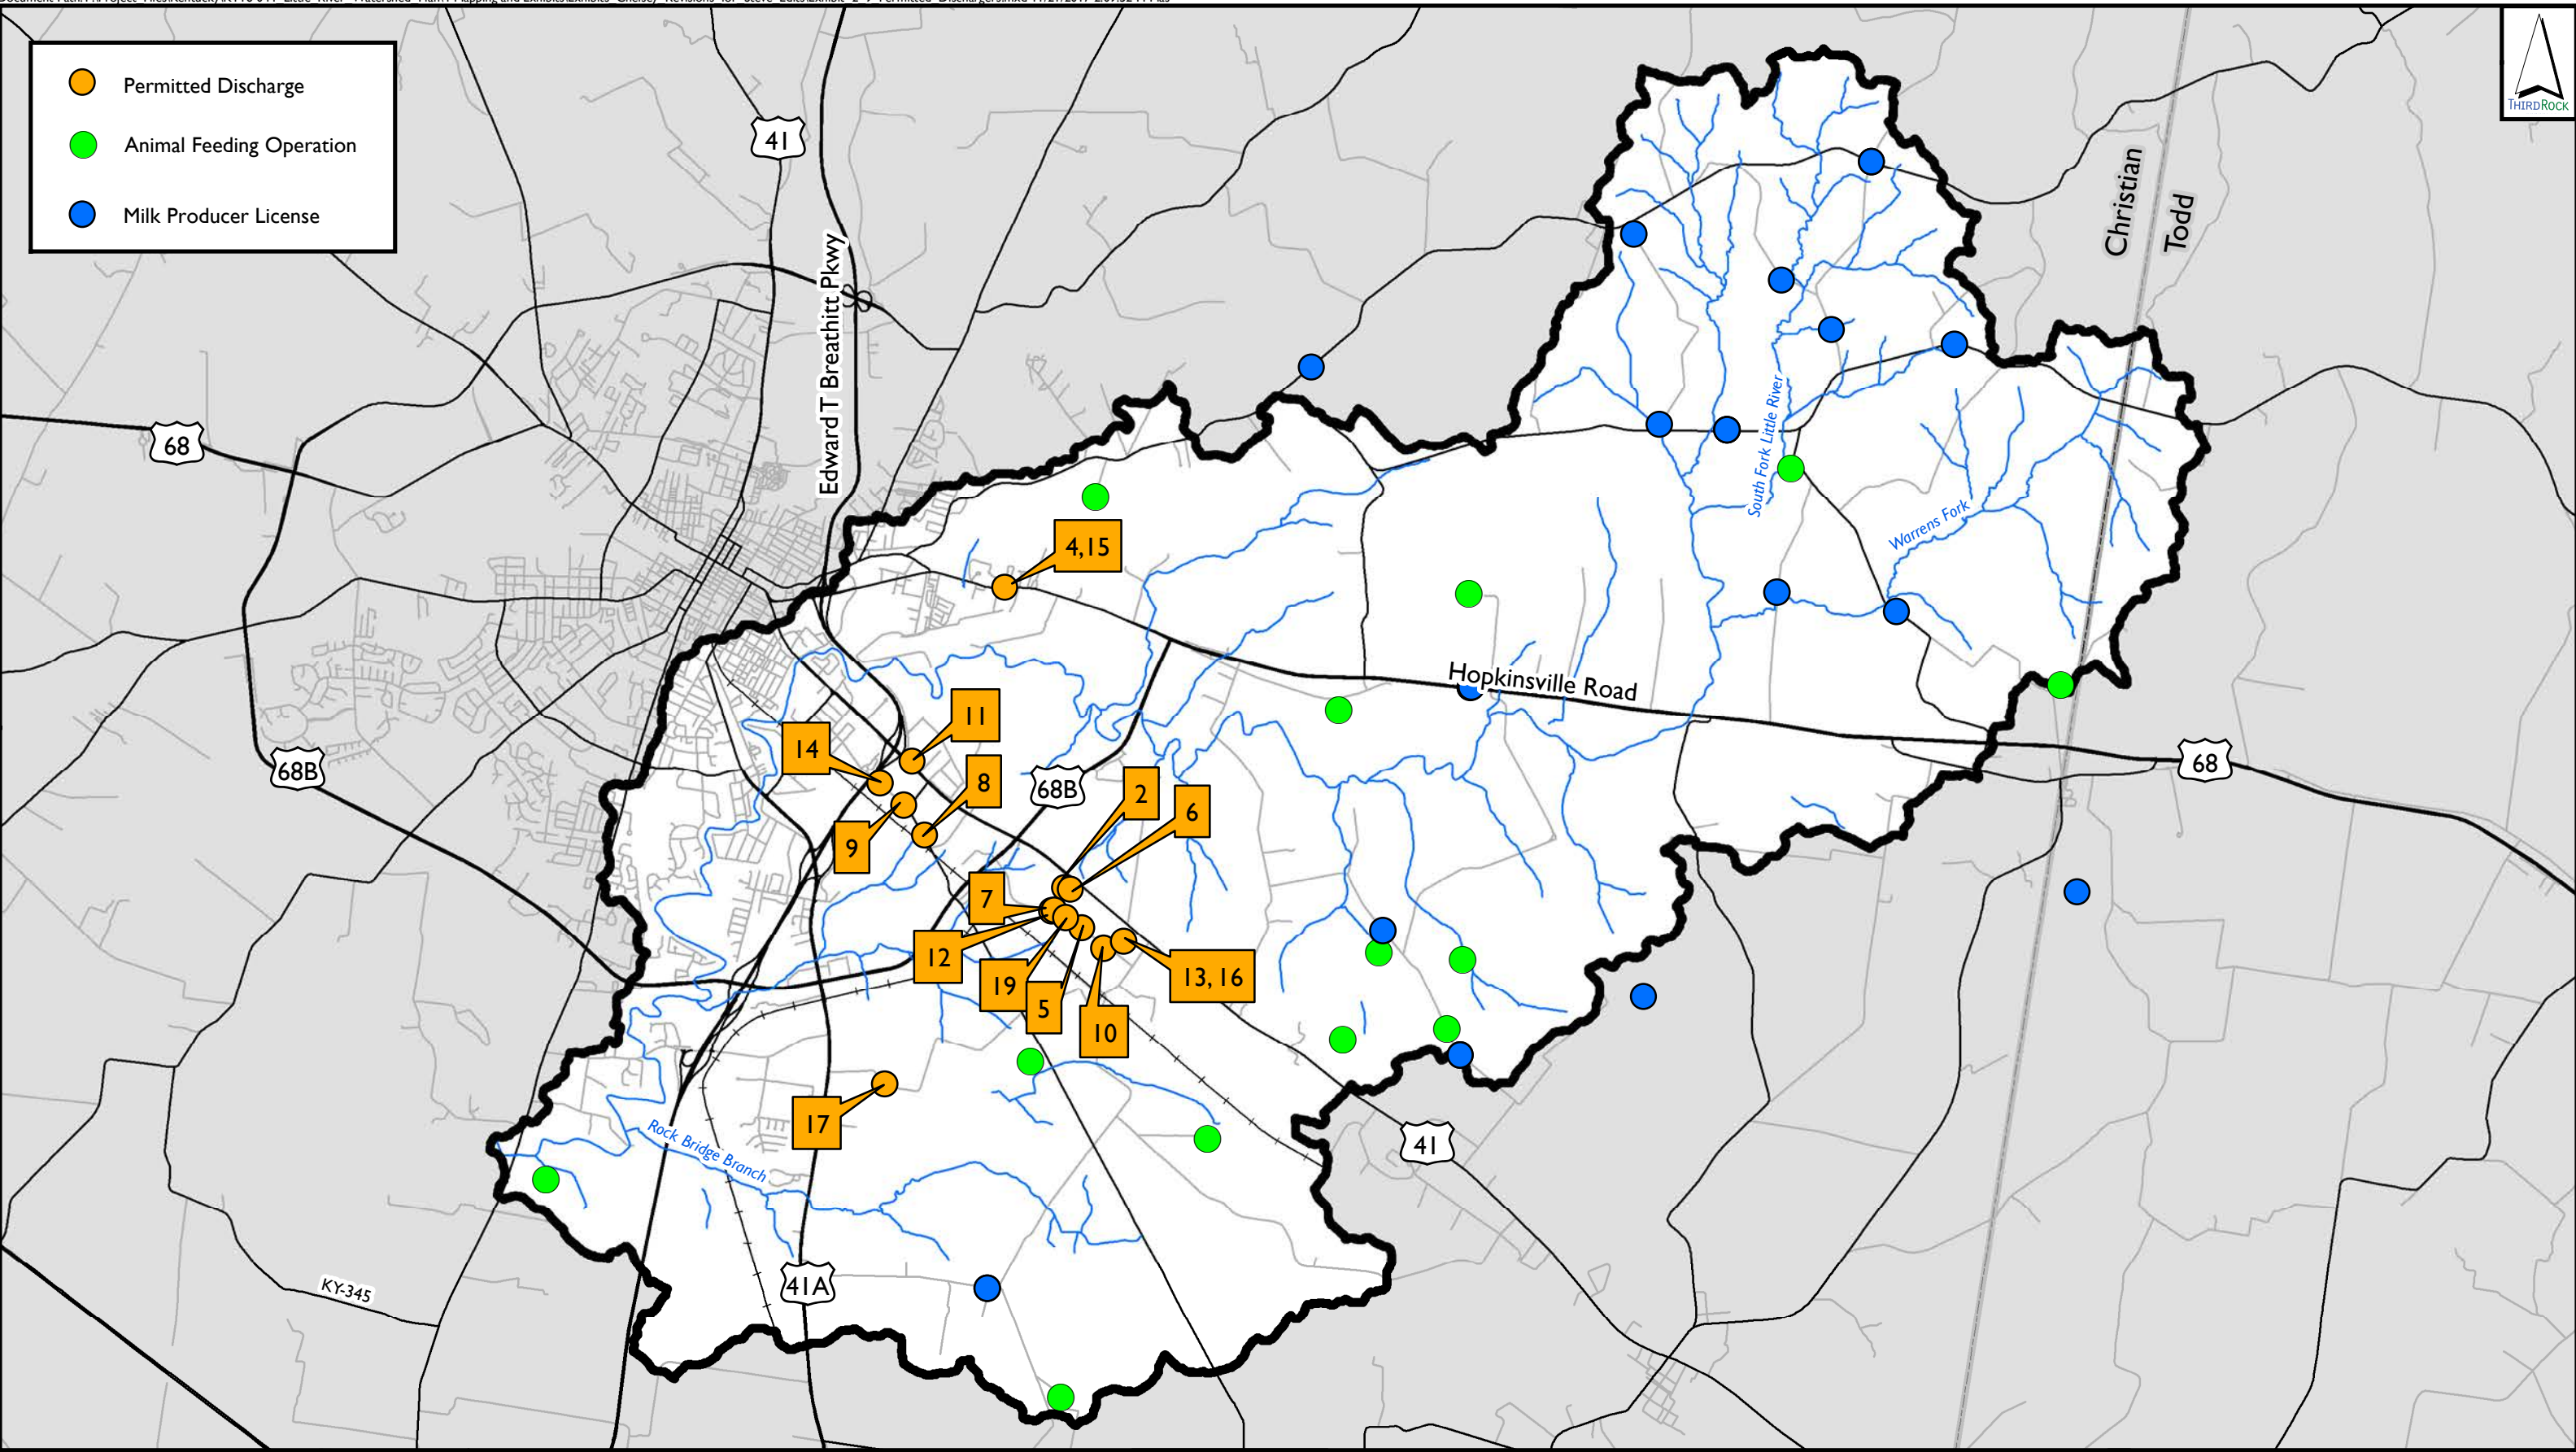 Permitted Discharge
Animal Feeding Operation
Milk Producer License
THIRDROCK
41
Edward T Breathitt Pkwy
Christian
Todd
68
South Fork Little River
Warrens Fork
4,15
Hopkinsville Road
11
14
8
68B
68B
68
2
6
9
7
12
19
5
13, 16
10
17
Rock Bridge Branch
41
41A
KY-345